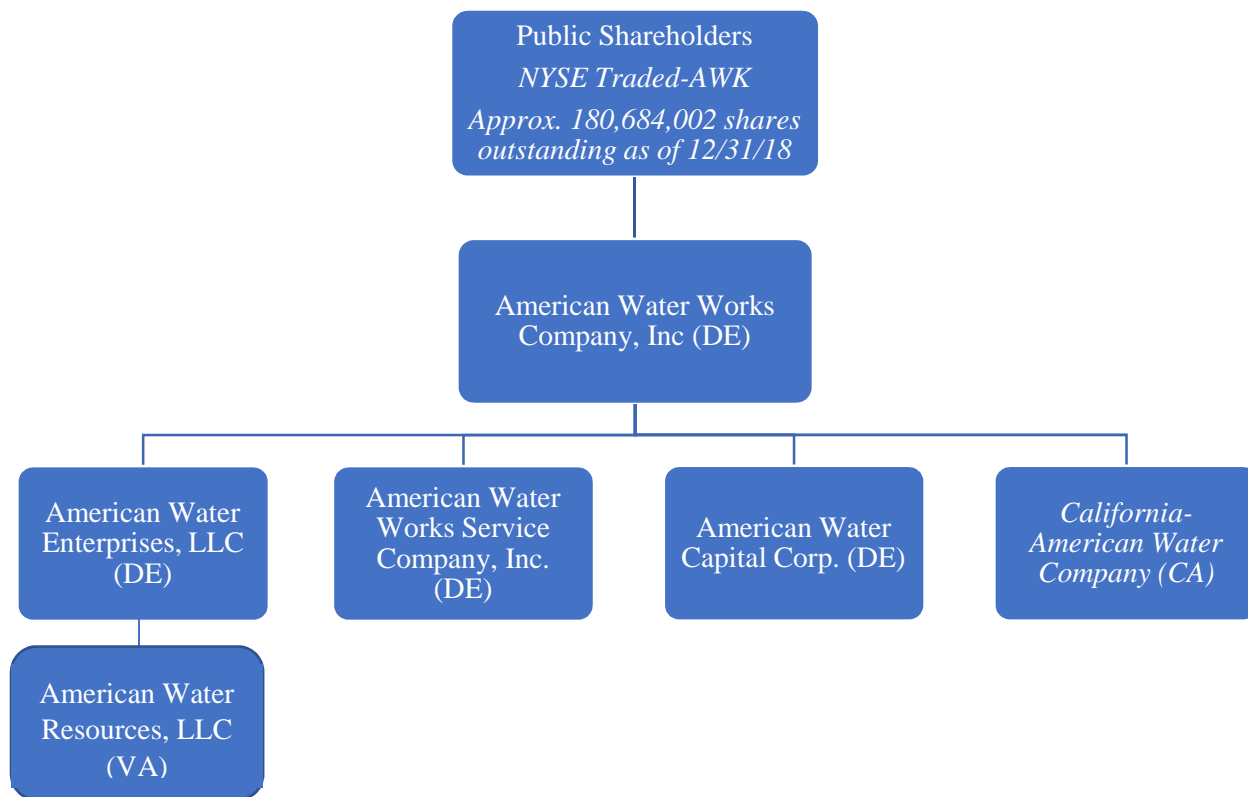 Public Shareholders
NYSE Traded-AWK
Approx. 180,684,002 shares
outstanding as of 12/31/18
American Water Works
Company, Inc (DE)
American Water
Enterprises, LLC
(DE)
American Water
Works Service
Company, Inc.
(DE)
American Water
Capital Corp. (DE)
California-
American Water
Company (CA)
American Water
Resources, LLC
(VA)